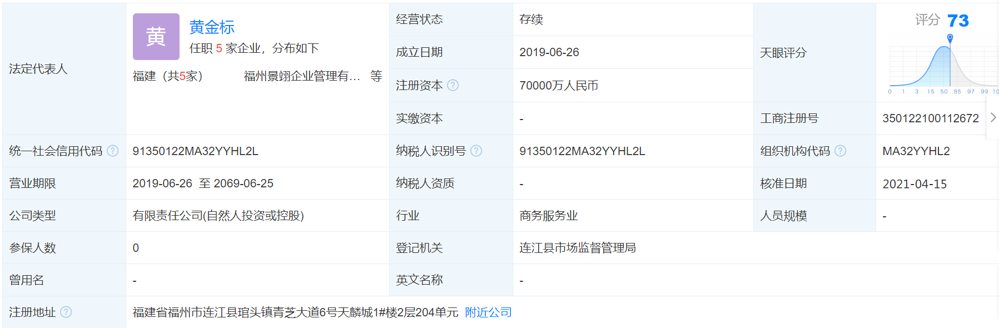 法定代表人
黄
黄金标
任职 5 家企业，分布如下
福建（共5家） 福州景翊企业管理有... 等
经营状态 存续
成立日期 2019-06-26
注册资本 ? 70000万人民币
实缴资本 -
天眼评分
评分 73
0 1 3 15 50 85 97 99 10
工商注册号 350122100112672
统一社会信用代码 ? 91350122MA32YYHL2L 纳税人识别号 ? 91350122MA32YYHL2L 组织机构代码 ? MA32YYHL2
营业期限 2019-06-26 至 2069-06-25 纳税人资质 - 核准日期 2021-04-15
公司类型 有限责任公司(自然人投资或控股) 行业 商务服务业 人员规模 -
参保人数 0 登记机关 连江县市场监督管理局
曾用名 - 英文名称 -
注册地址 ? 福建省福州市连江县琯头镇青芝大道6号天麟城1#楼2层204单元 附近公司